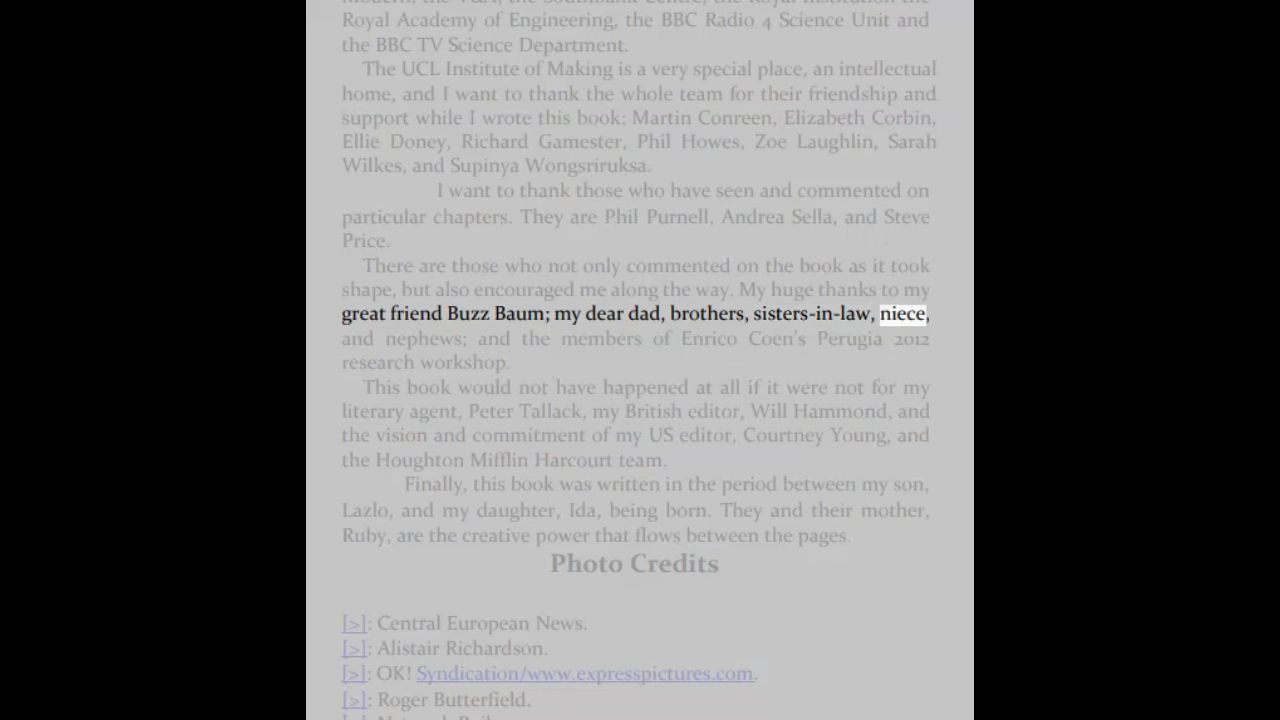 Modern, the V&A, the Southbank Centre, the Royal Institution the
Royal Academy of Engineering, the BBC Radio 4 Science Unit and
the BBC TV Science Department.
The UCL Institute of Making is a very special place, an intellectual
home, and I want to thank the whole team for their friendship and
support while I wrote this book: Martin Conreen, Elizabeth Corbin,
Ellie Doney, Richard Gamester, Phil Howes, Zoe Laughlin, Sarah
Wilkes, and Supinya Wongsriruksa.
I want to thank those who have seen and commented on
particular chapters. They are Phil Purnell, Andrea Sella, and Steve
Price.
There are those who not only commented on the book as it took
shape, but also encouraged me along the way. My huge thanks to my
great friend Buzz Baum; my dear dad, brothers, sisters-in-law, niece,
and nephews; and the members of Enrico Coen's Perugia 2012
research workshop.
This book would not have happened at all if it were not for my
literary agent, Peter Tallack, my British editor, Will Hammond, and
the vision and commitment of my US editor, Courtney Young, and
the Houghton Mifflin Harcourt team.
Finally, this book was written in the period between my son,
Lazlo, and my daughter, Ida, being born. They and their mother,
Ruby, are the creative power that flows between the pages.
Photo Credits
[>]: Central European News.
[>]: Alistair Richardson.
[>]: OK! Syndication/www.expresspictures.com.
[>]: Roger Butterfield.